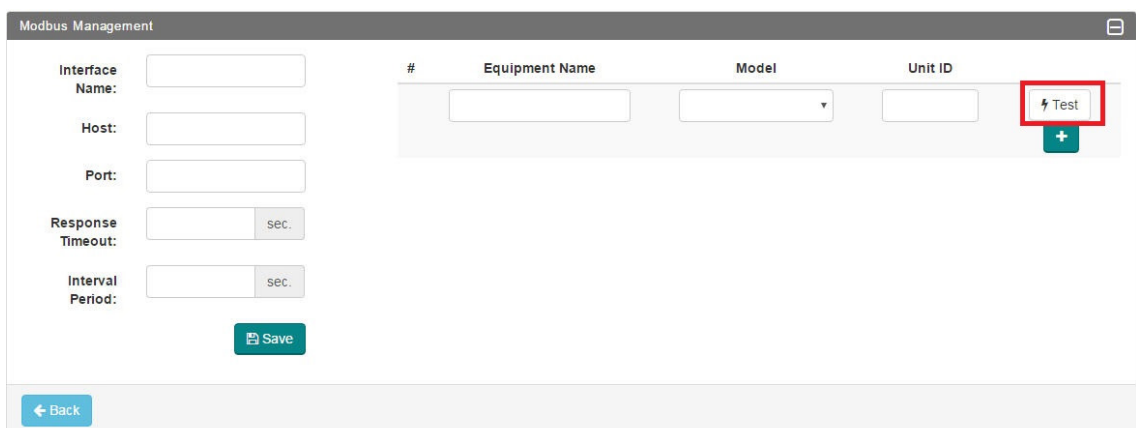 Modbus Management
Interface
Name:
Host:
Port:
Response
Timeout:
sec.
Interval
Period:
sec.
Save
# Equipment Name Model Unit ID
Test
Back